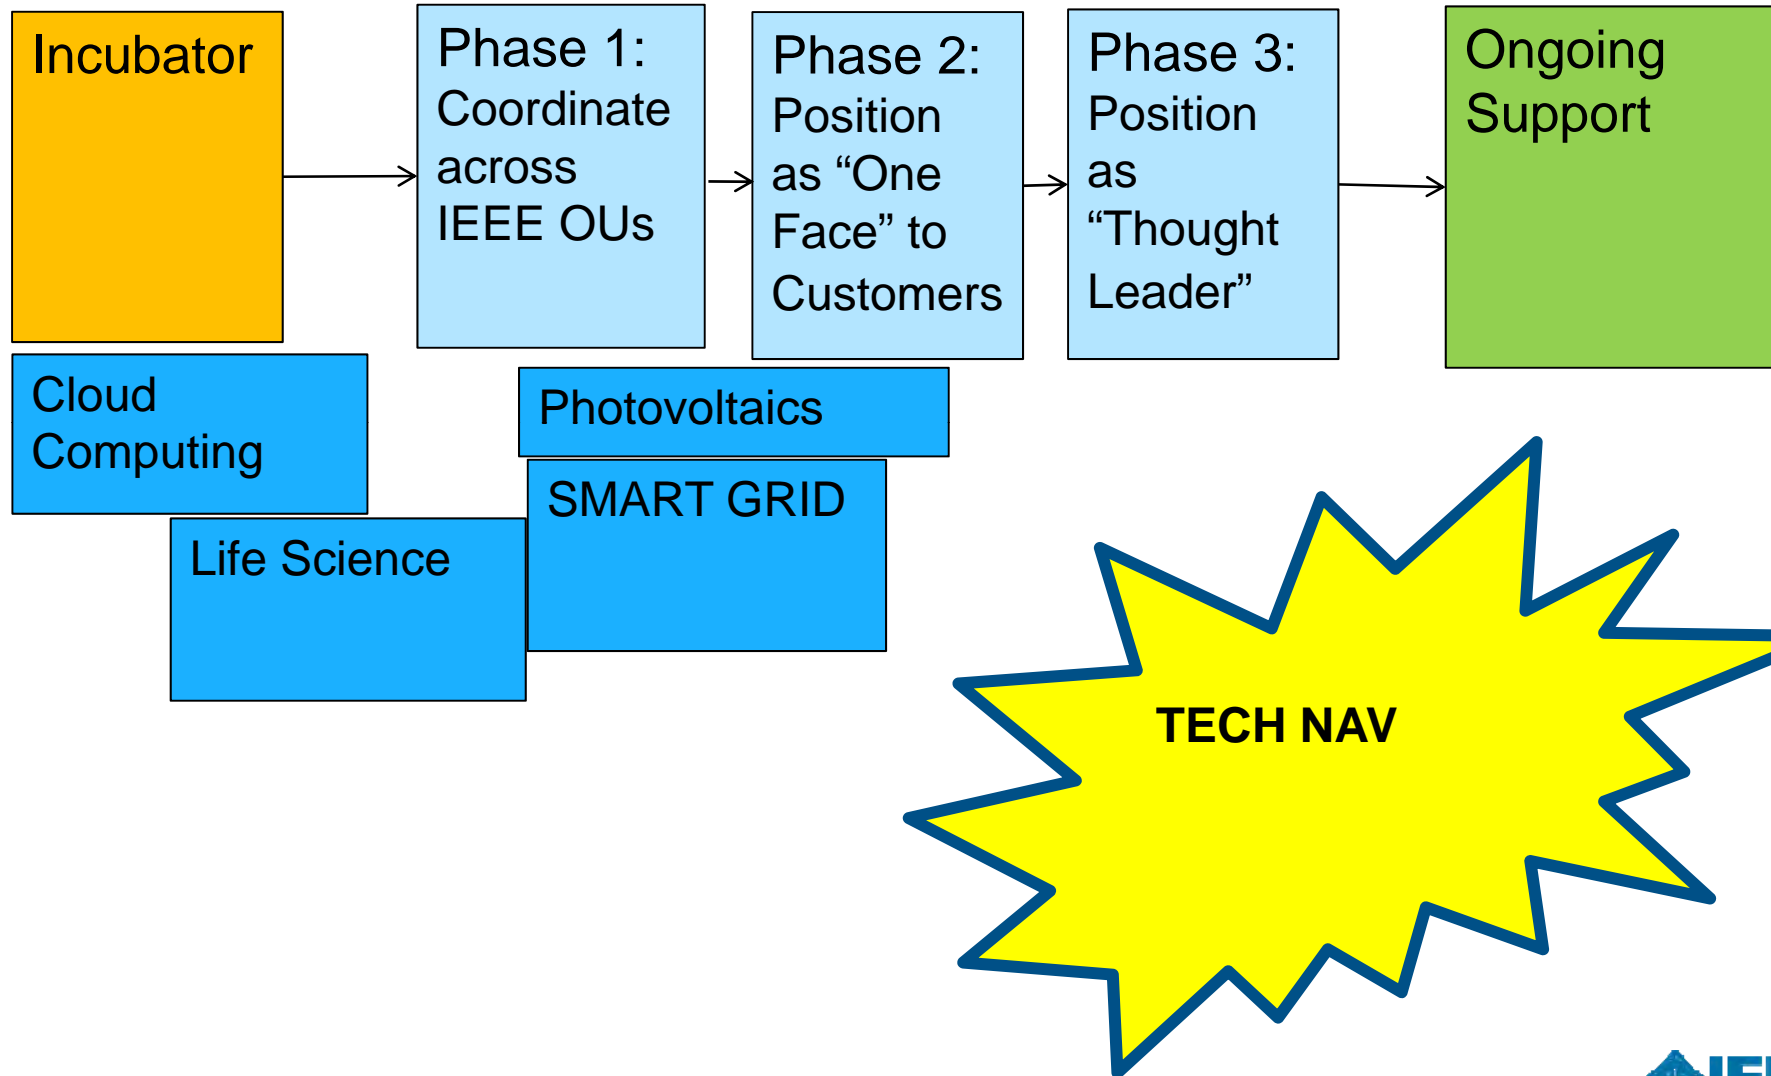 Incubator
Phase 1:
Coordinate
across
IEEE OUs
Phase 2:
Position
as “One
Face” to
Customers
Phase 3:
Position
as
“Thought
Leader”
Ongoing
Support
Cloud
Computing
Life Science
Photovoltaics
SMART GRID
TECH NAV